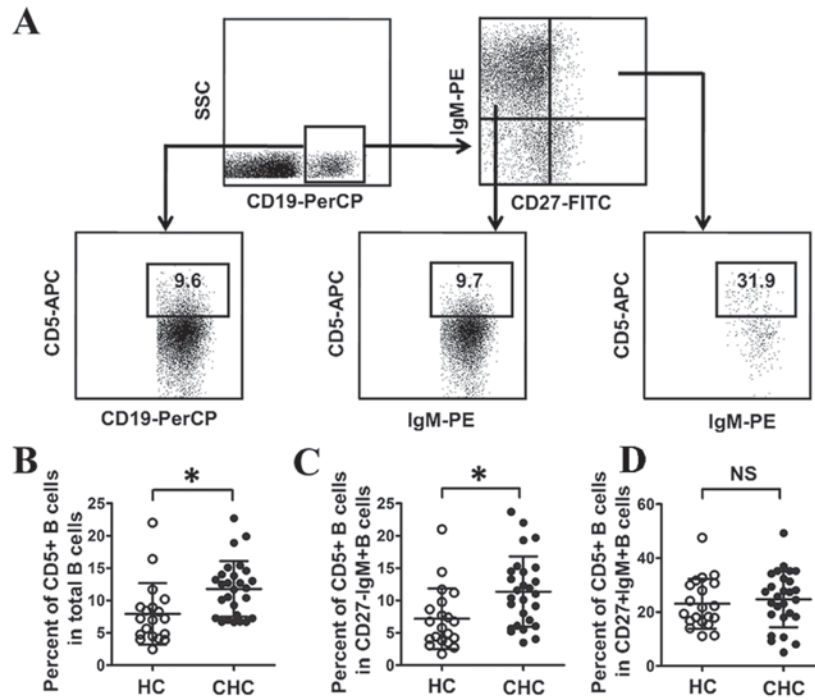 A
SSC
CD19-PerCP
IgM-PE
CD27-FITC
CD5-APC
9.6
CD19-PerCP
CD5-APC
9.7
IgM-PE
CD5-APC
31.9
IgM-PE
B
Percent of CD5+ B cells
in total B cells
25
20
15
10
5
0
*
HC
CHC
C
Percent of CD5+ B cells
in CD27-IgM+B cells
25
20
15
10
5
0
*
HC
CHC
D
Percent of CD5+ B cells
in CD27+IgM+B cells
60
40
20
0
NS
HC
CHC